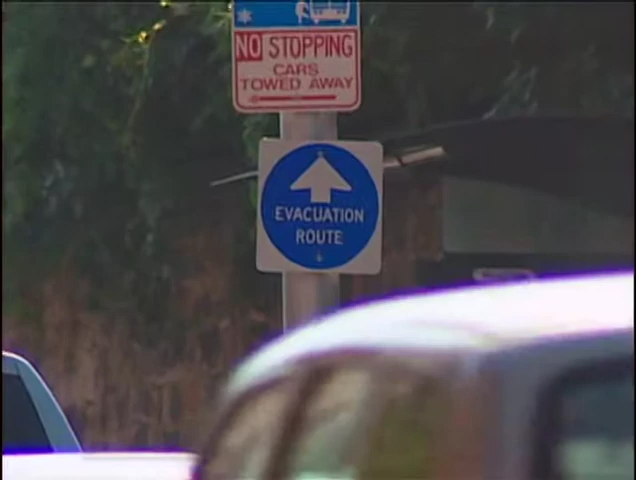 NO STOPPING
CARS
TOWED AWAY
EVACUATION
ROUTE